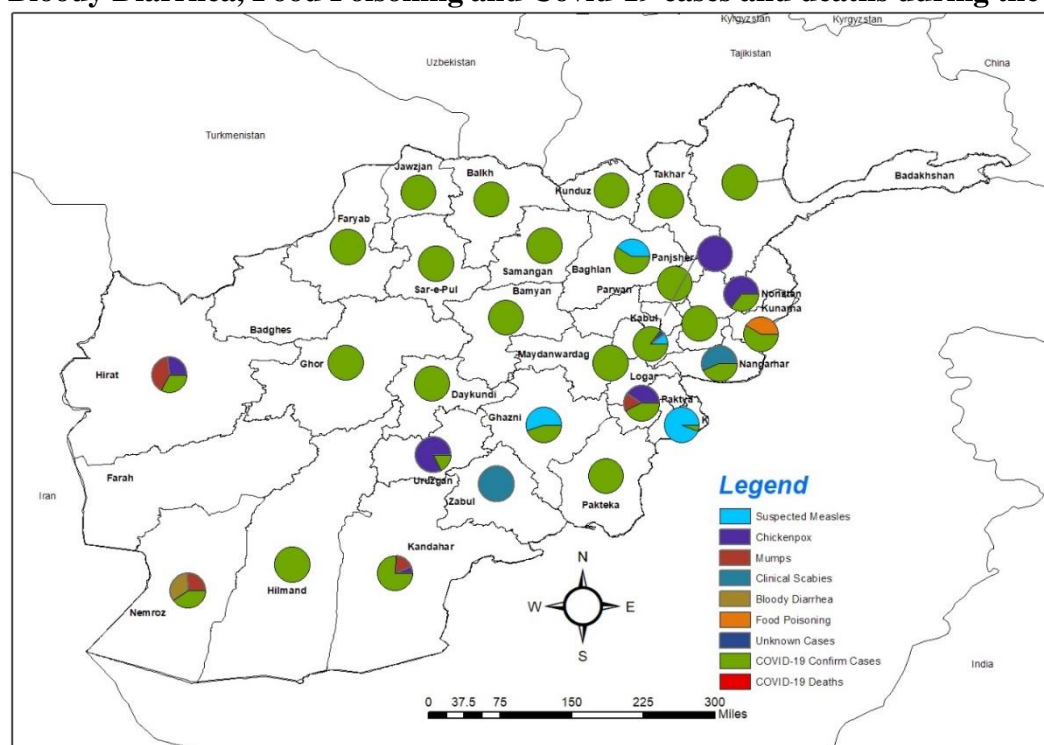 Bloody Diarrhea, Food Poisoning and Covid-19 cases and deaths during the
Kyrgyzstan
Kyrgyzstan
Uzbekistan
Tajikistan
China
Turkmenistan
Jawzjan
Balkh
Kunduz
Takhar
Badakhshan
Faryab
Samangan
Baghlan
Panjsher
Sar-e-Pul
Bamyan
Parwan
Noristan
Kunarha
Badghes
Kabul
Hirat
Ghor
Maydanwardag
Nangarhar
Logar
Daykundi
Paktya
Ghazni
K
Iran
Farah
Uruzgan
Zabul
Pakteka
Kandahar
Nemroz
Hilmand
Legend
Suspected Measles
Chickenpox
Mumps
Clinical Scabies
Bloody Diarrhea
Food Poisoning
Unknown Cases
COVID-19 Confirm Cases
COVID-19 Deaths
N
W
E
S
India
0 37.5 75 150 225 300
Miles